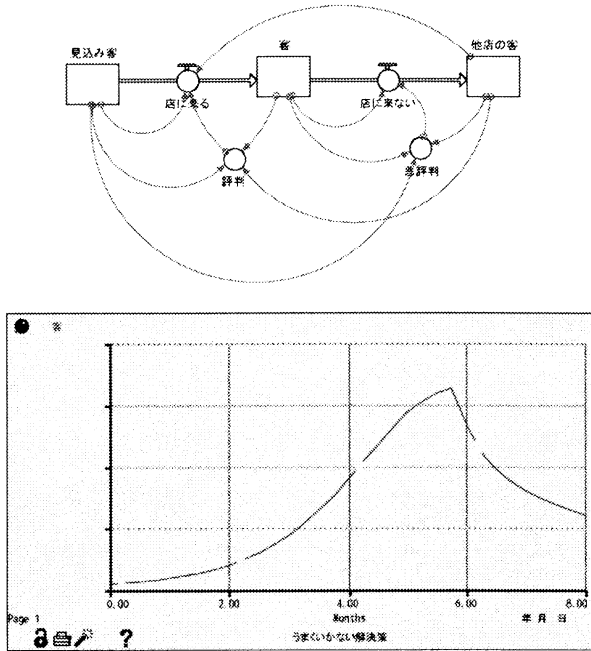 見込み客
客
他店の客
店に来る
店に来ない
評判
悪評判
客
0.00 2.00 4.00 6.00 8.00
Page 1 Months 年 月 日
? うまくいかない解決策